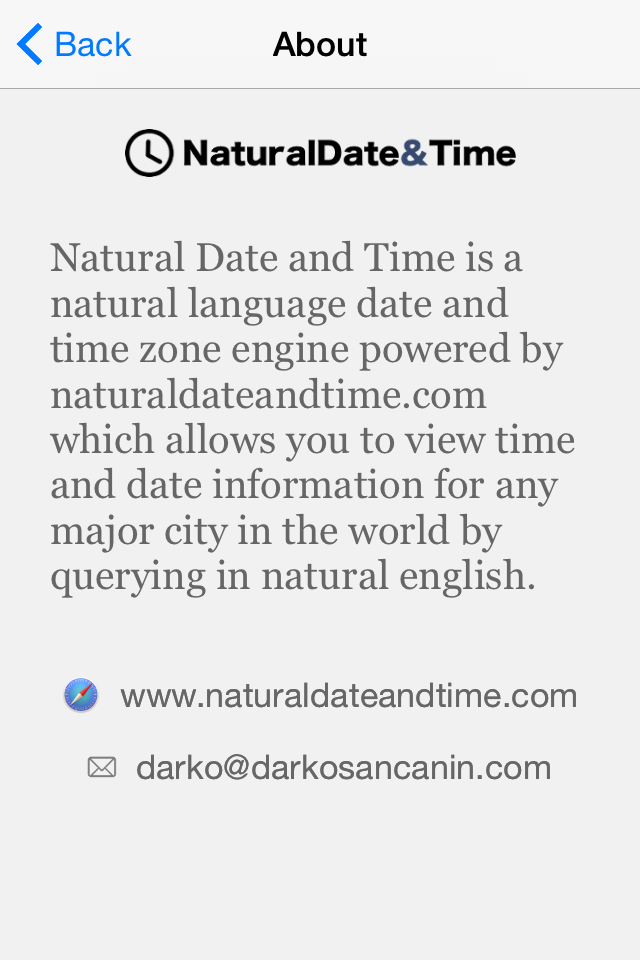 Back
About
NaturalDate&Time
Natural Date and Time is a
natural language date and
time zone engine powered by
naturaldateandtime.com
which allows you to view time
and date information for any
major city in the world by
querying in natural english.
www.naturaldateandtime.com
darko@darkosancanin.com